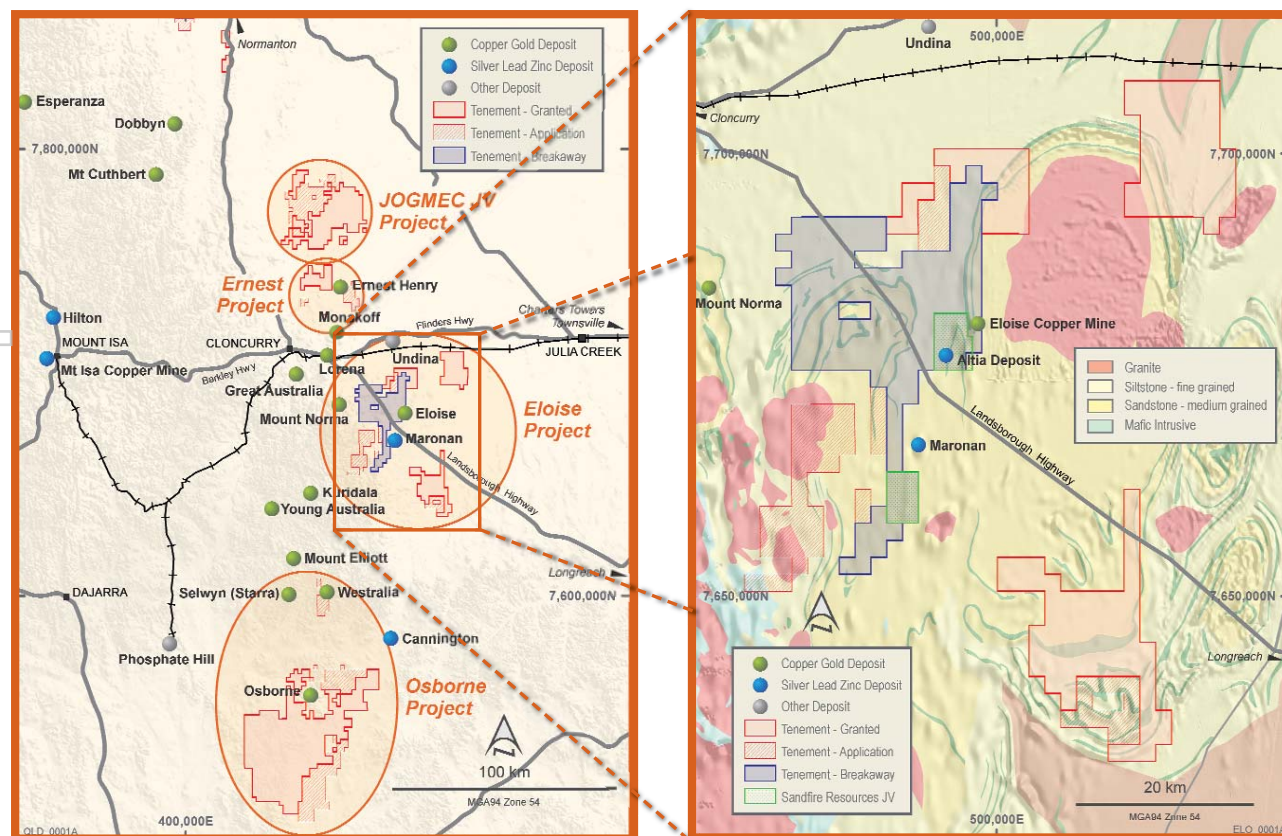 Normanton
Copper Gold Deposit
Silver Lead Zinc Deposit
Other Deposit
Tenement - Granted
Tenement - Application
Tenement - Breakaway
Esperanza
Dobbyn
7,800,000N
Mt Cuthbert
JOGMEC JV
Project
Ernest
Project
Ernest Henry
Monakoff
Charters Towers
Townsville
Flinders Hwy
Hilton
MOUNT ISA
CLONCURRY
Undina
JULIA CREEK
Mt Isa Copper Mine
Barkley Hwy
Lorena
Great Australia
Mount Norma
Eloise
Eloise
Project
Maronan
Landsborough Highway
Kuridala
Young Australia
Mount Elliott
Longreach
DAJARRA
Selwyn (Starra)
Westralia
7,600,000N
Cannington
Phosphate Hill
Osborne
Osborne
Project
N
100 km
MGA94 Zone 54
400,000E
QLD_0001A
Undina
500,000E
Cloncurry
7,700,000N
7,700,000N
Mount Norma
Eloise Copper Mine
Altia Deposit
Granite
Siltstone - fine grained
Sandstone - medium grained
Mafic Intrusive
Maronan
Landsborough Highway
7,650,000N
7,650,000N
N
Longreach
Copper Gold Deposit
Silver Lead Zinc Deposit
Other Deposit
Tenement - Granted
Tenement - Application
Tenement - Breakaway
Sandfire Resources JV
20 km
MGA94 Zone 54
500,000E
ELO_0001A